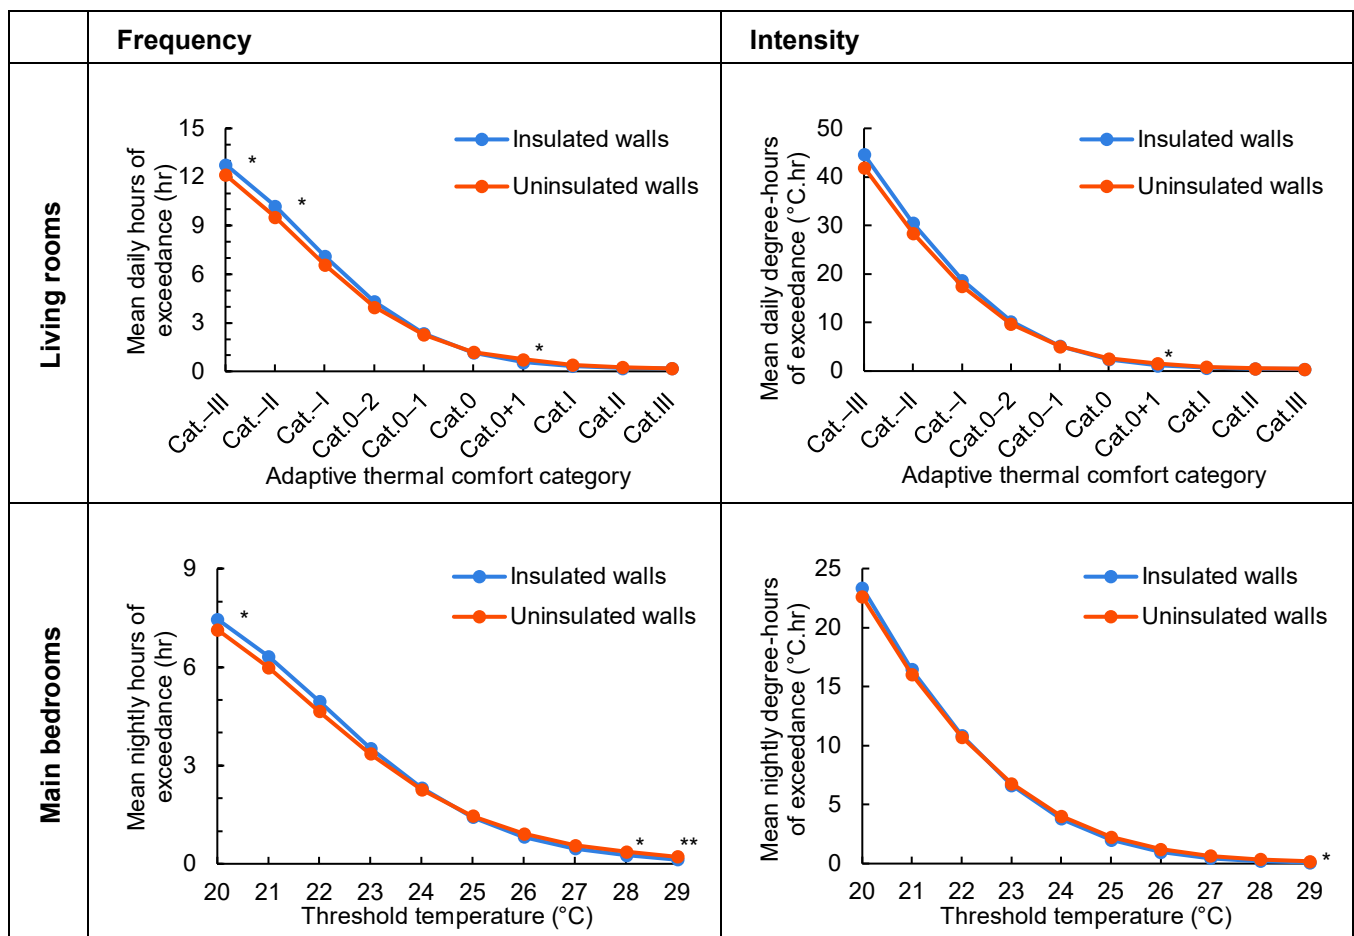 Frequency
Intensity
Living rooms
Mean daily hours of
exceedance (hr)
15
12
9
6
3
0
Insulated walls
Uninsulated walls
*
*
*
Cat.–III
Cat.–II
Cat.–I
Cat.0–2
Cat.0–1
Cat.0
Cat.0+1
Cat.I
Cat.II
Cat.III
Adaptive thermal comfort category
Mean daily degree-hours
of exceedance (°C.hr)
50
40
30
20
10
0
Insulated walls
Uninsulated walls
*
Cat.–III
Cat.–II
Cat.–I
Cat.0–2
Cat.0–1
Cat.0
Cat.0+1
Cat.I
Cat.II
Cat.III
Adaptive thermal comfort category
Main bedrooms
Mean nightly hours of
exceedance (hr)
9
6
3
0
Insulated walls
Uninsulated walls
*
*
**
20 21 22 23 24 25 26 27 28 29
Threshold temperature (°C)
Mean nightly degree-hours
of exceedance (°C.hr)
25
20
15
10
5
0
Insulated walls
Uninsulated walls
*
20 21 22 23 24 25 26 27 28 29
Threshold temperature (°C)